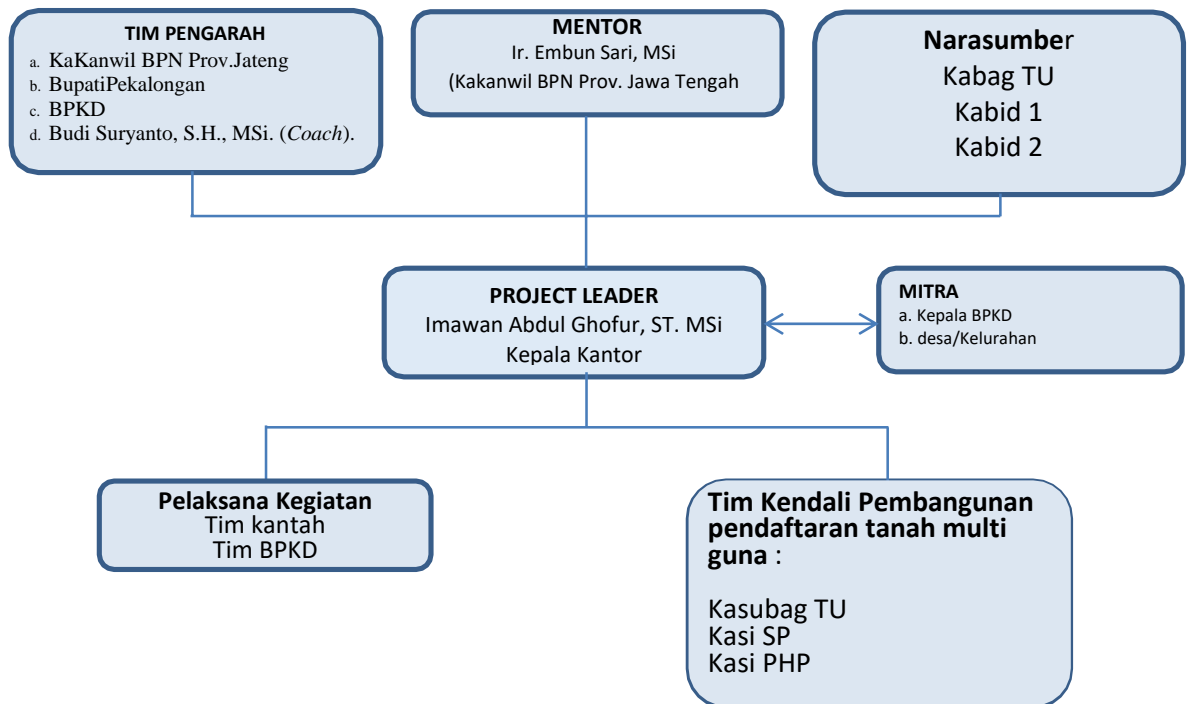 TIM PENGARAH
a. KaKanwil BPN Prov.Jateng
b. BupatiPekalongan
c. BPKD
d. Budi Suryanto, S.H., MSi. (Coach).
MENTOR
Ir. Embun Sari, MSi
(Kakanwil BPN Prov. Jawa Tengah
Narasumber
Kabag TU
Kabid 1
Kabid 2
PROJECT LEADER
Imawan Abdul Ghofur, ST. MSi
Kepala Kantor
MITRA
a. Kepala BPKD
b. desa/Kelurahan
Pelaksana Kegiatan
Tim kantah
Tim BPKD
Tim Kendali Pembangunan
pendaftaran tanah multi
guna :
Kasubag TU
Kasi SP
Kasi PHP